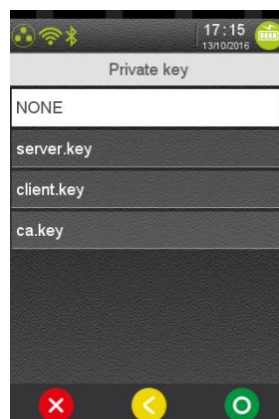 17:15
13/10/2016
Private key
NONE
server.key
client.key
ca.key